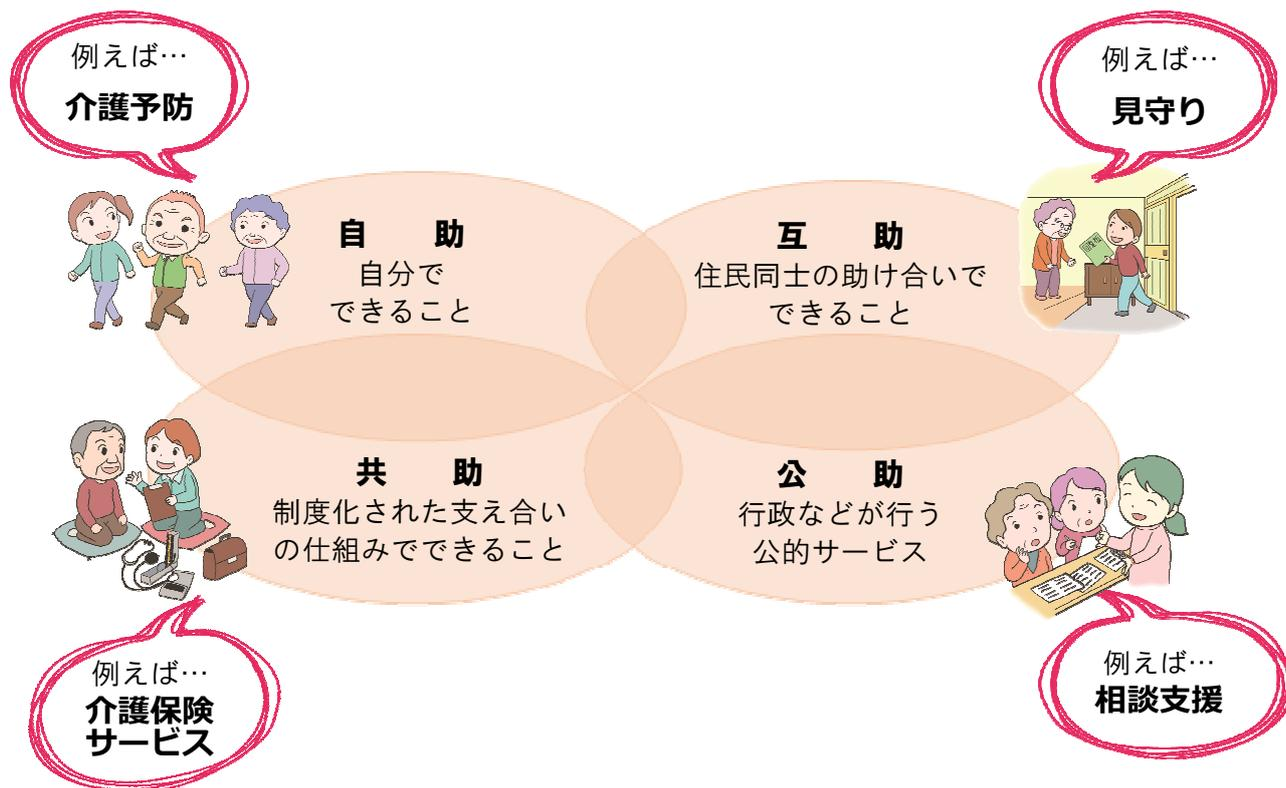 例えば…
介護予防
例えば…
見守り
自　助
自分で
できること
互　助
住民同士の助け合いで
できること
共　助
制度化された支え合い
の仕組みでできること
公　助
行政などが行う
公的サービス
例えば…
介護保険
サービス
例えば…
相談支援